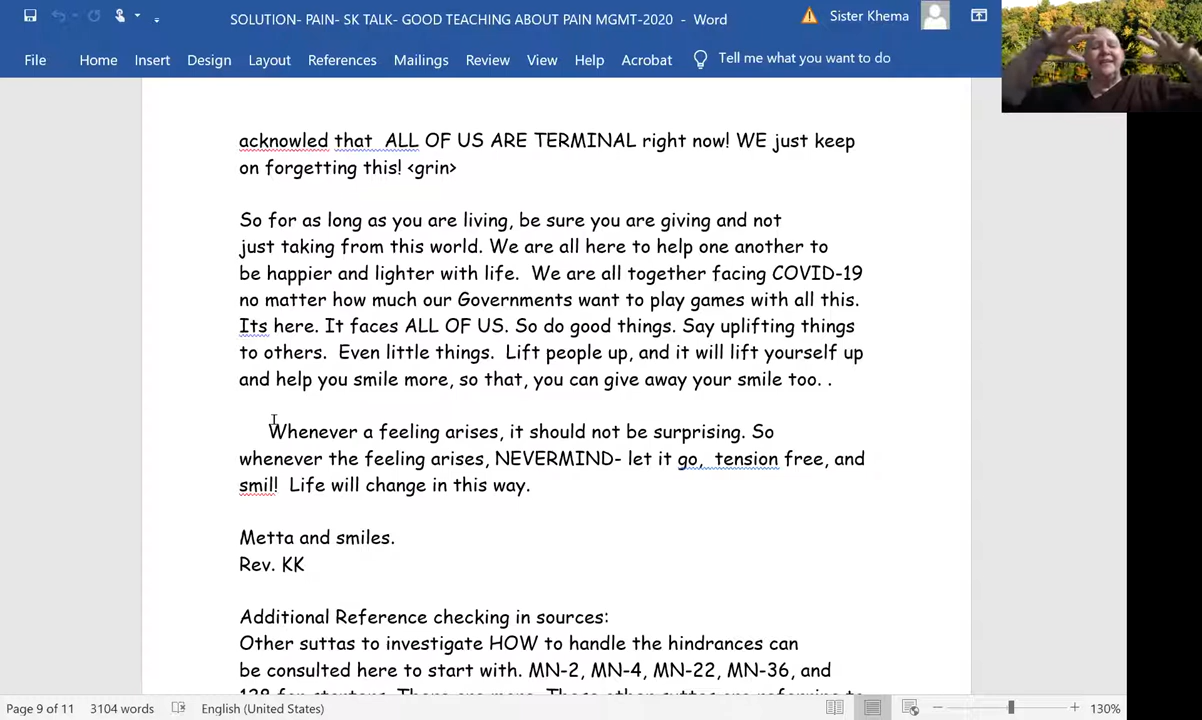 SOLUTION- PAIN- SK TALK- GOOD TEACHING ABOUT PAIN MGMT-2020 - Word
Sister Khema
File Home Insert Design Layout References Mailings Review View Help Acrobat Tell me what you want to do
acknowled that ALL OF US ARE TERMINAL right now! WE just keep
on forgetting this! <grin>
So for as long as you are living, be sure you are giving and not
just taking from this world. We are all here to help one another to
be happier and lighter with life. We are all together facing COVID-19
no matter how much our Governments want to play games with all this.
Its here. It faces ALL OF US. So do good things. Say uplifting things
to others. Even little things. Lift people up, and it will lift yourself up
and help you smile more, so that, you can give away your smile too. .
Whenever a feeling arises, it should not be surprising. So
whenever the feeling arises, NEVERMIND- let it go, tension free, and
smil! Life will change in this way.
Metta and smiles.
Rev. KK
Additional Reference checking in sources:
Other suttas to investigate HOW to handle the hindrances can
be consulted here to start with. MN-2, MN-4, MN-22, MN-36, and
Page 9 of 11 3104 words English (United States) 130%